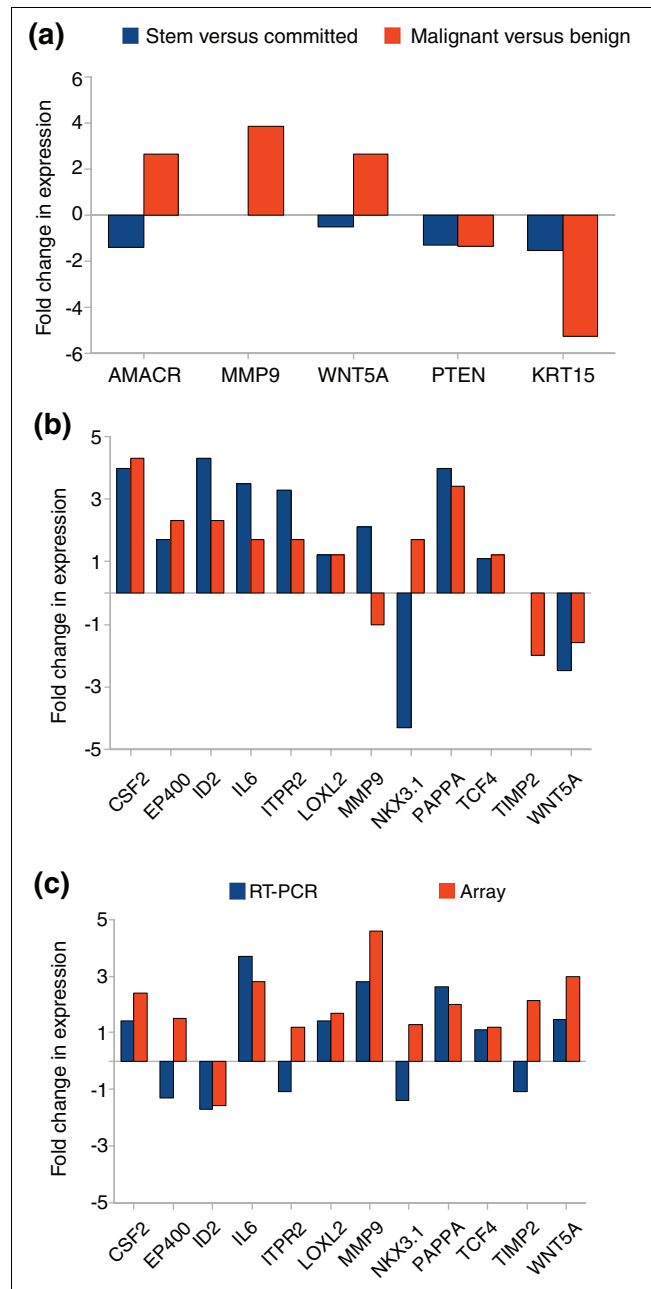 (a)
Stem versus committed Malignant versus benign
Fold change in expression
6
4
2
0
-2
-4
-6
AMACR MMP9 WNT5A PTEN KRT15
(b)
Fold change in expression
5
3
1
-1
-3
-5
CSF2 EP400 ID2 IL6 ITPR2 LOXL2 MMP9 NKX3.1 PAPPA TCF4 TIMP2 WNT5A
(c)
RT-PCR Array
Fold change in expression
5
3
1
-1
-3
-5
CSF2 EP400 ID2 IL6 ITPR2 LOXL2 MMP9 NKX3.1 PAPPA TCF4 TIMP2 WNT5A